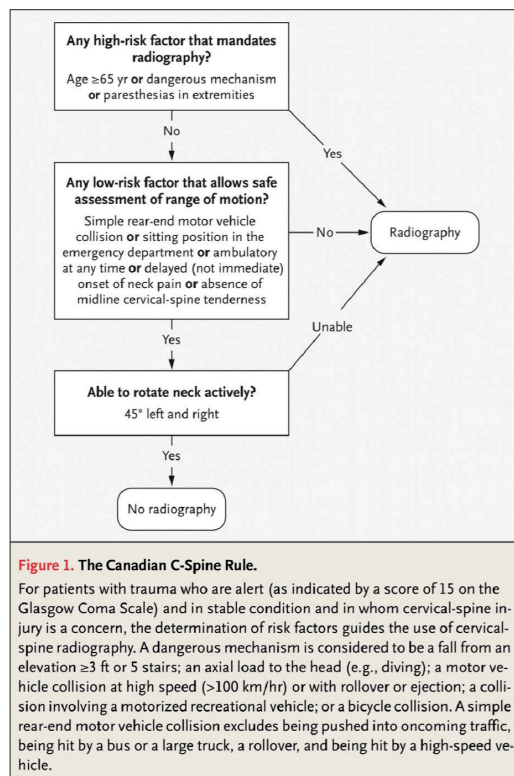 Any high-risk factor that mandates
radiography?
Age ≥65 yr or dangerous mechanism
or paresthesias in extremities
No
Yes
Any low-risk factor that allows safe
assessment of range of motion?
Simple rear-end motor vehicle
collision or sitting position in the
emergency department or ambulatory
at any time or delayed (not immediate)
onset of neck pain or absence of
midline cervical-spine tenderness
No
Radiography
Yes
Unable
Able to rotate neck actively?
45° left and right
Yes
No radiography
Figure 1. The Canadian C-Spine Rule.
For patients with trauma who are alert (as indicated by a score of 15 on the
Glasgow Coma Scale) and in stable condition and in whom cervical-spine in-
jury is a concern, the determination of risk factors guides the use of cervical-
spine radiography. A dangerous mechanism is considered to be a fall from an
elevation ≥3 ft or 5 stairs; an axial load to the head (e.g., diving); a motor ve-
hicle collision at high speed (>100 km/hr) or with rollover or ejection; a colli-
sion involving a motorized recreational vehicle; or a bicycle collision. A simple
rear-end motor vehicle collision excludes being pushed into oncoming traffic,
being hit by a bus or a large truck, a rollover, and being hit by a high-speed ve-
hicle.